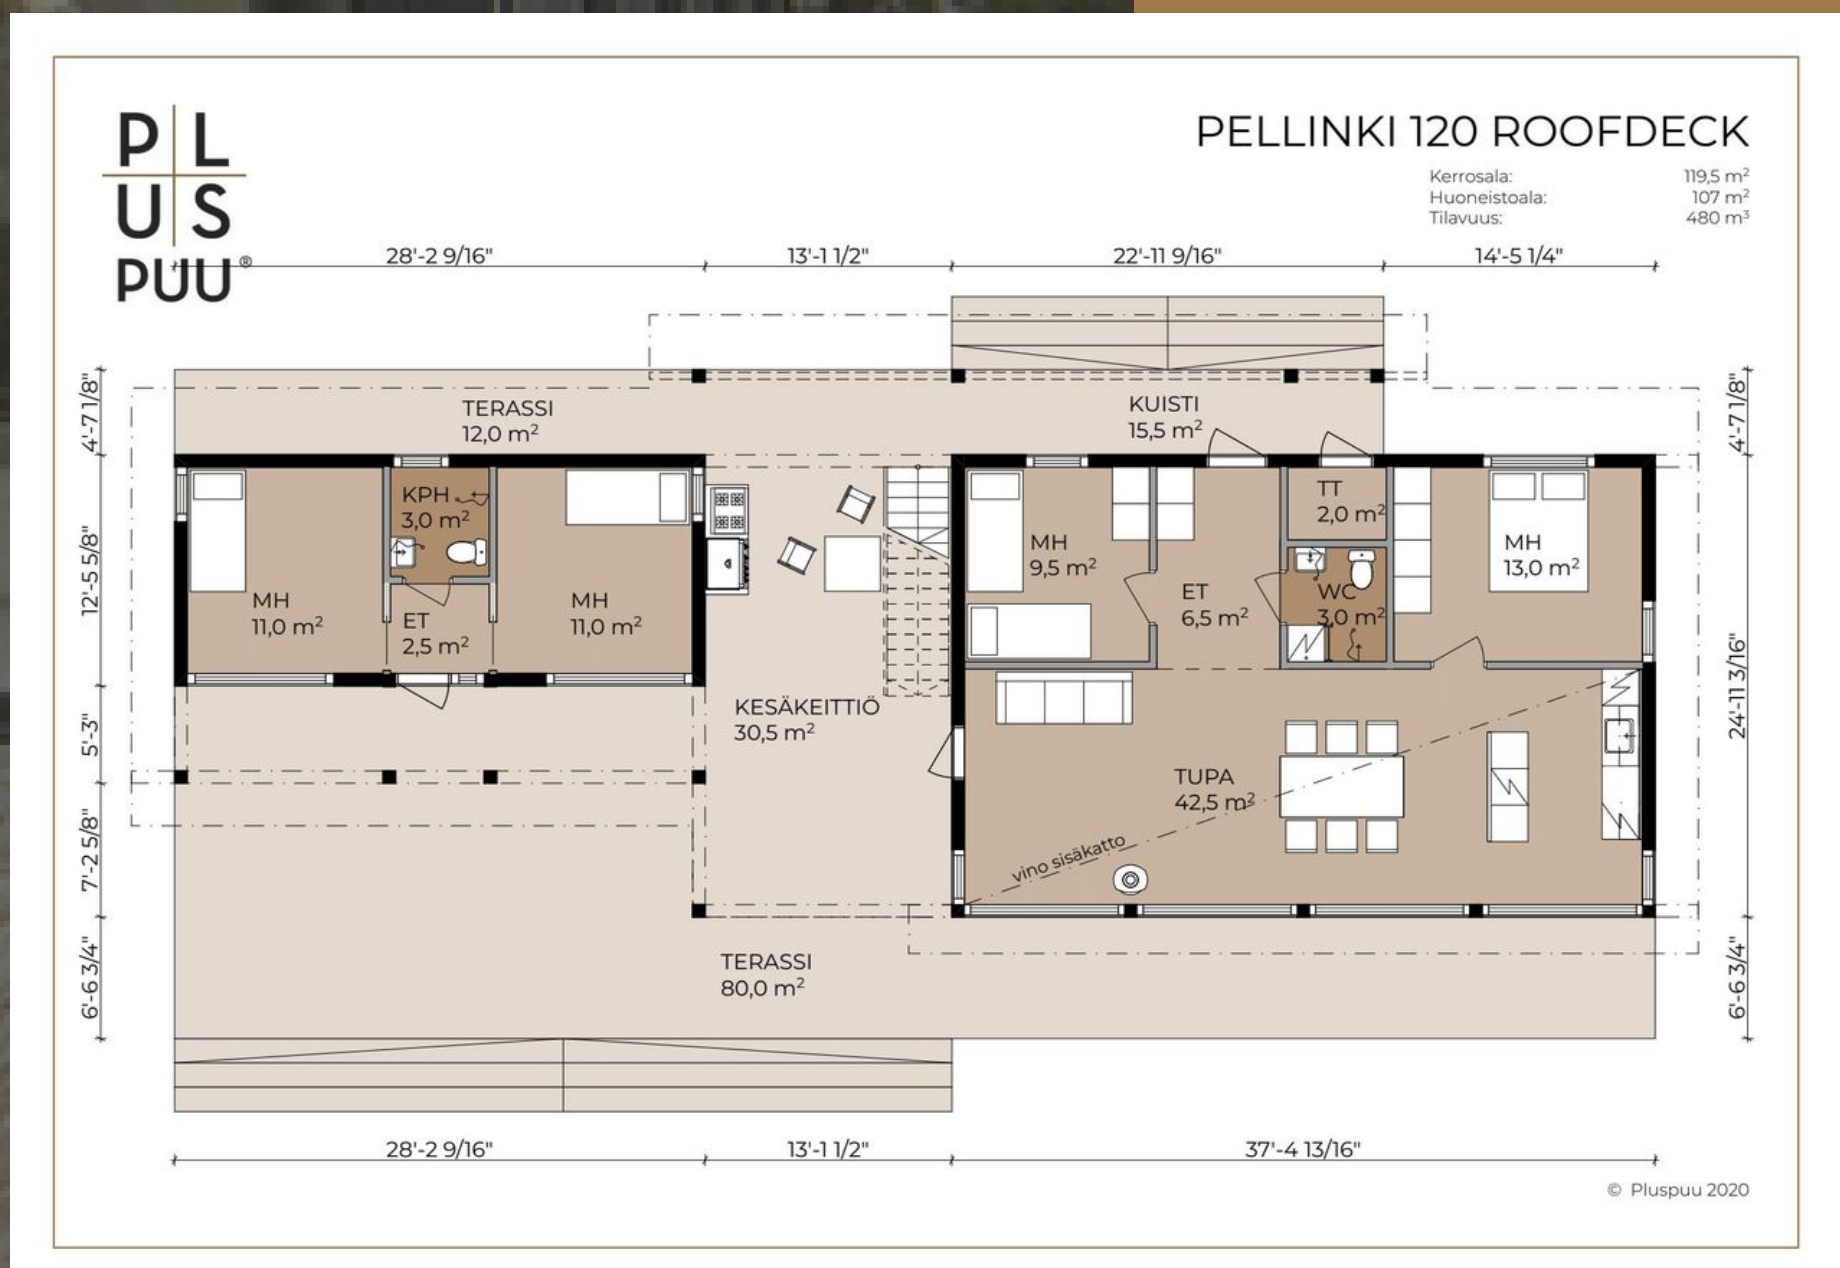 P L
U S
PUU®
PELLINKI 120 ROOFDECK
Kerrosala: 119,5 m²
Huoneistoala: 107 m²
Tilavuus: 480 m³
28'-2 9/16" 13'-1 1/2" 22'-11 9/16" 14'-5 1/4"
4'-7 1/8"
12'-5 5/8"
5'-3"
7'-2 5/8"
6'-6 3/4"
TERASSI
12,0 m²
KUISTI
15,5 m²
KPH
3,0 m²
MH
11,0 m²
ET
2,5 m²
MH
11,0 m²
MH
9,5 m²
ET
6,5 m²
TT
2,0 m²
WC
3,0 m²
MH
13,0 m²
KESÄKEITTIÖ
30,5 m²
TUPA
42,5 m²
vino sisäkatto
TERASSI
80,0 m²
4'-7 1/8"
24'-11 3/16"
6'-6 3/4"
28'-2 9/16" 13'-1 1/2" 37'-4 13/16"
© Pluspuu 2020